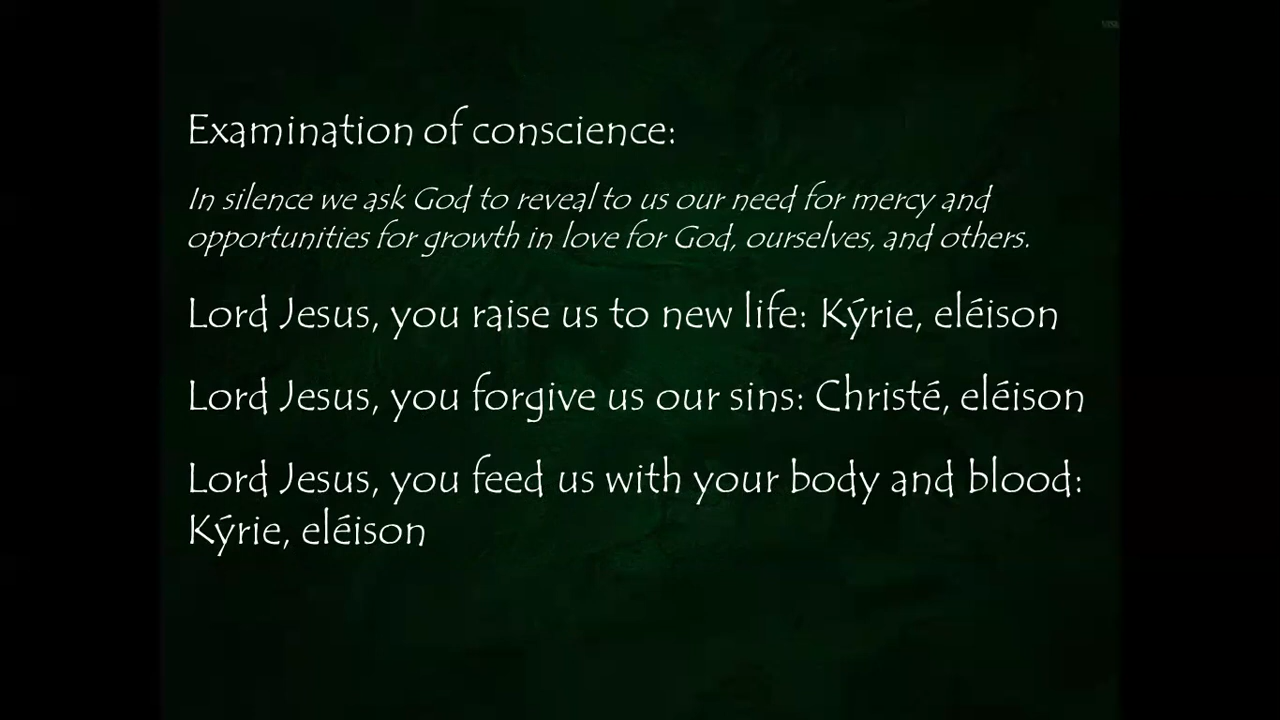 Examination of conscience:
In silence we ask God to reveal to us our need for mercy and
opportunities for growth in love for God, ourselves, and others.
Lord Jesus, you raise us to new life: Kýrie, eléison
Lord Jesus, you forgive us our sins: Christé, eléison
Lord Jesus, you feed us with your body and blood:
Kýrie, eléison